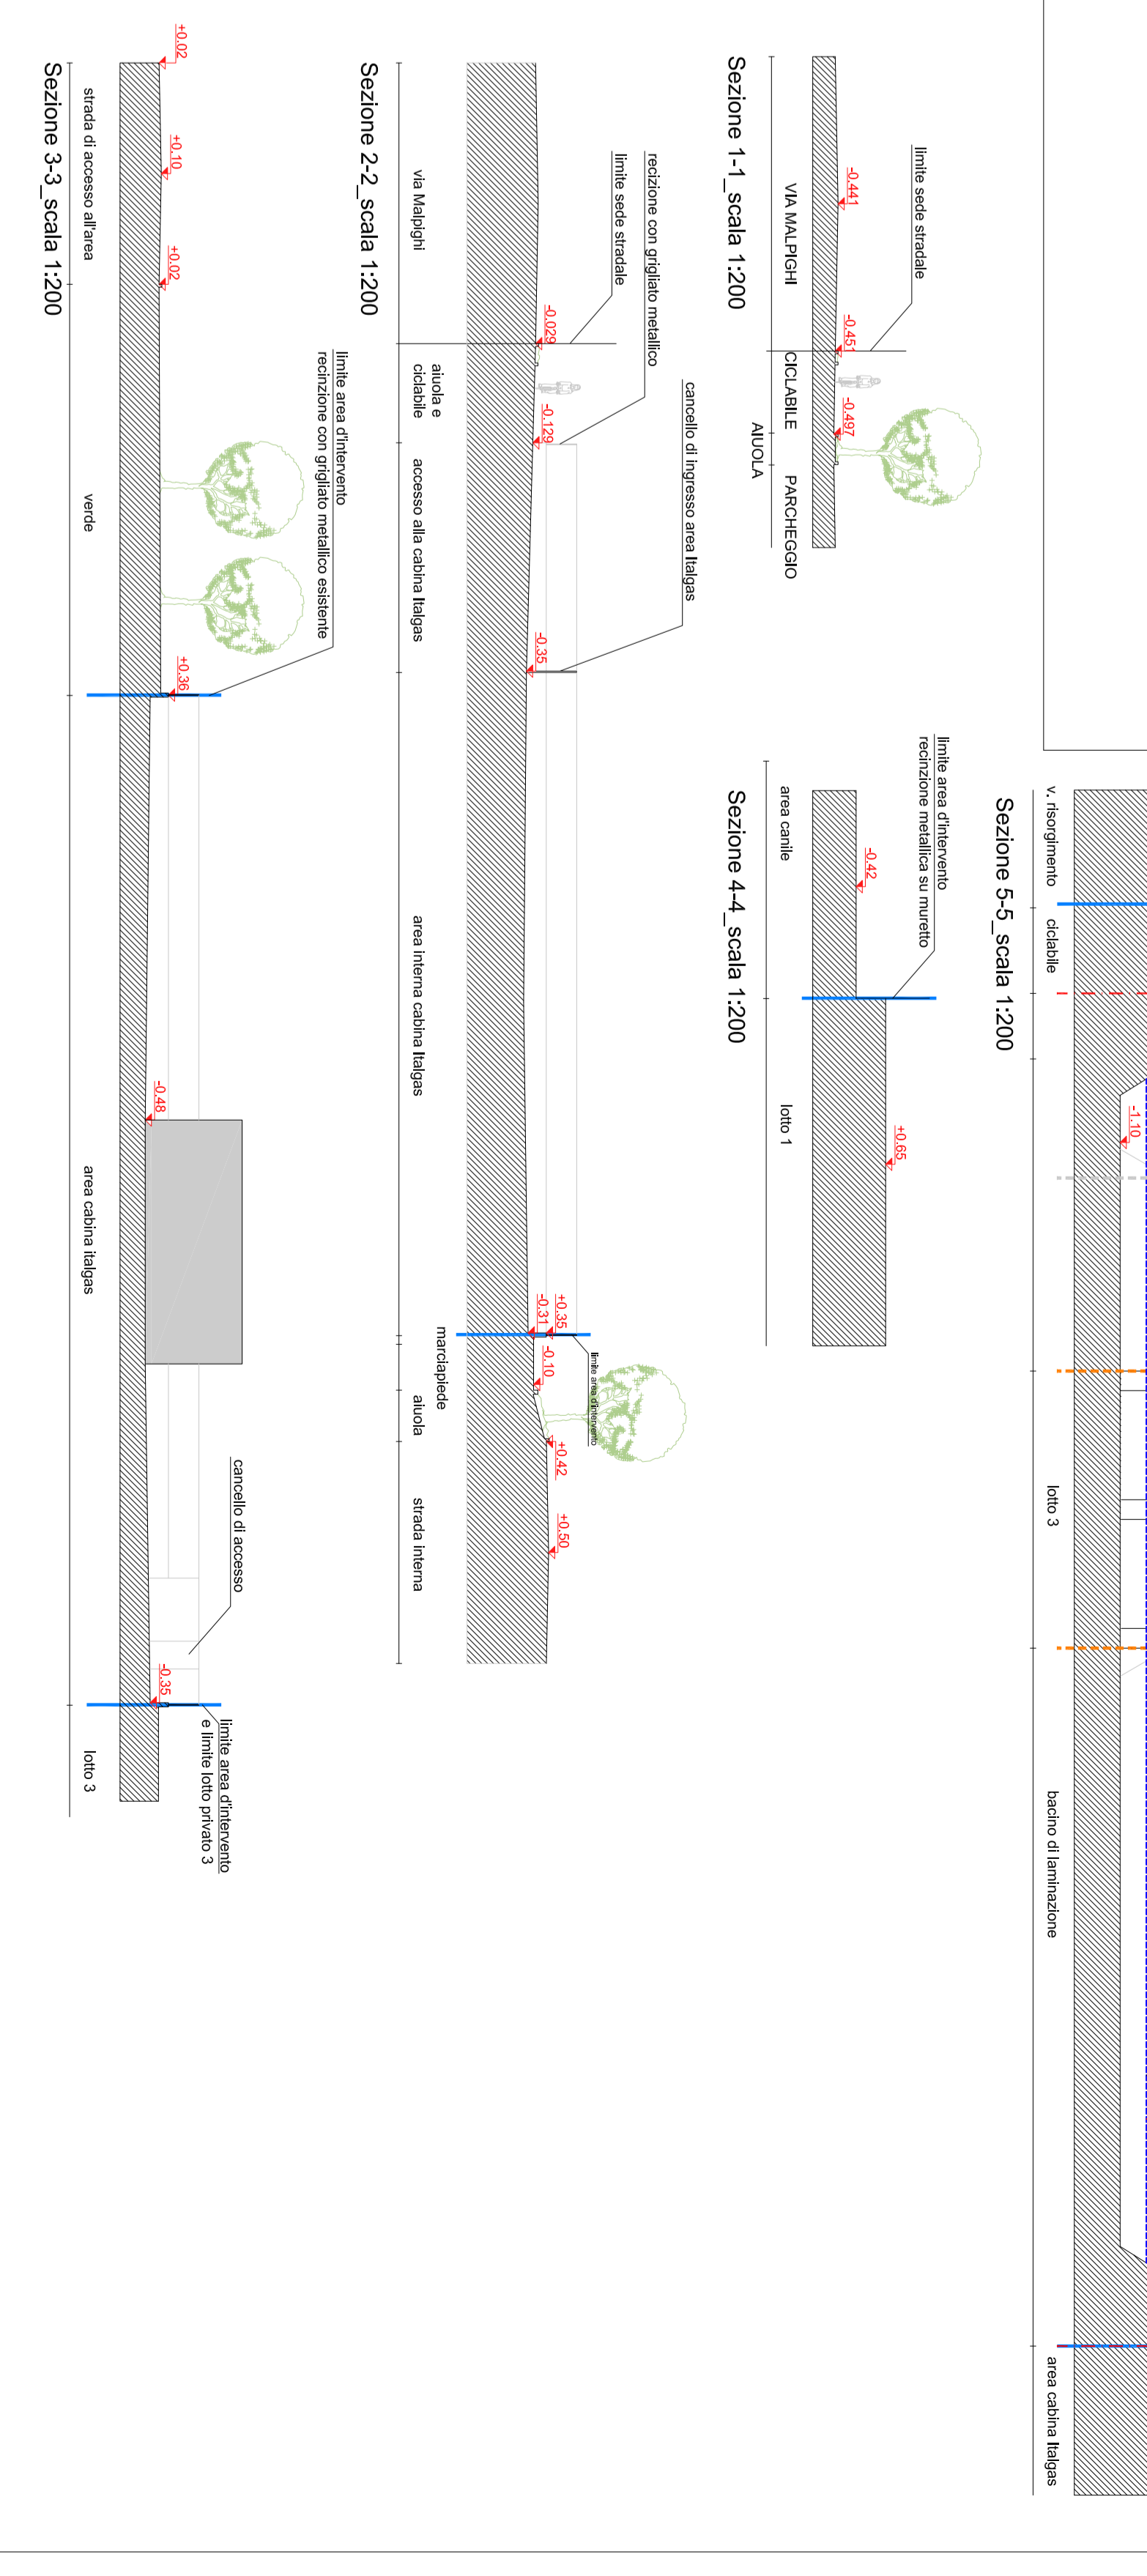 limite sede stradale
-0.441
-0.451
-0.497
VIA MALPIGHI
CICLABILE
PARCHEGGIO
AIUOLA
Sezione 1-1_scala 1:200
v. risorgimento
ciclabile
lotto 3
bacino di laminazione
area cabina Italgas
-1.10
Sezione 5-5_scala 1:200
limite area d'intervento
recinzione metallica su muretto
-0.42
+0.65
area canile
lotto 1
Sezione 4-4_scala 1:200
cancello di ingresso area Italgas
recizione con grigliato metallico
limite sede stradale
limite area d'intervento
-0.029
-0.129
-0.35
+0.35
-0.31
-0.10
+0.42
+0.50
via Malpighi
aiuola e
ciclabile
accesso alla cabina Italgas
area interna cabina Italgas
marciapiede
aiuola
strada interna
Sezione 2-2_scala 1:200
limite area d'intervento
recinzione con grigliato metallico esistente
cancello di accesso
limite area d'intervento
e limite lotto privato 3
+0.02
+0.10
+0.02
+0.36
-0.48
-0.35
strada di accesso all'area
verde
area cabina italgas
lotto 3
Sezione 3-3_scala 1:200